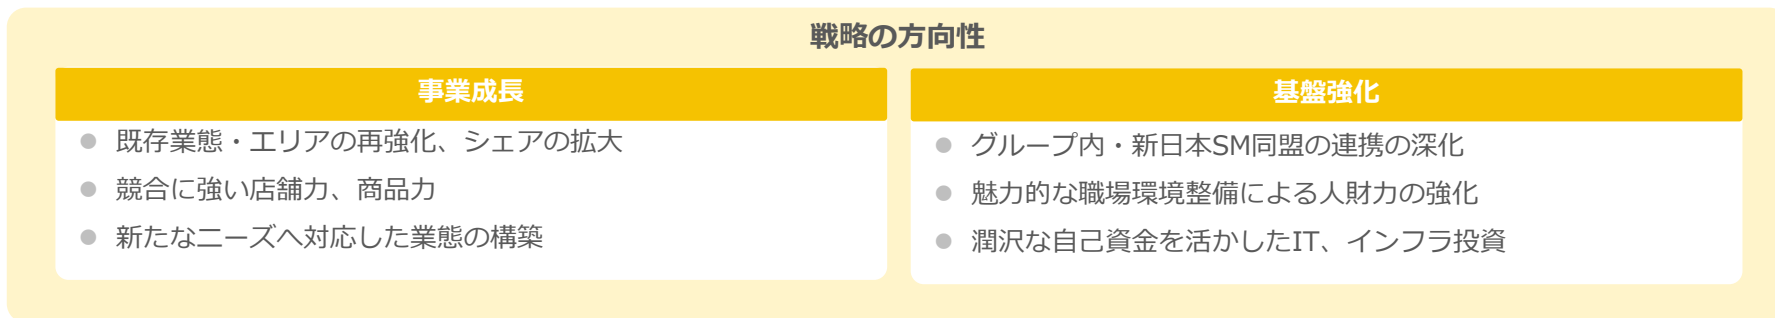 戦略の方向性
事業成長
既存業態・エリアの再強化、シェアの拡大
競合に強い店舗力、商品力
新たなニーズへ対応した業態の構築
基盤強化
グループ内・新日本SM同盟の連携の深化
魅力的な職場環境整備による人財力の強化
潤沢な自己資金を活かしたIT、インフラ投資